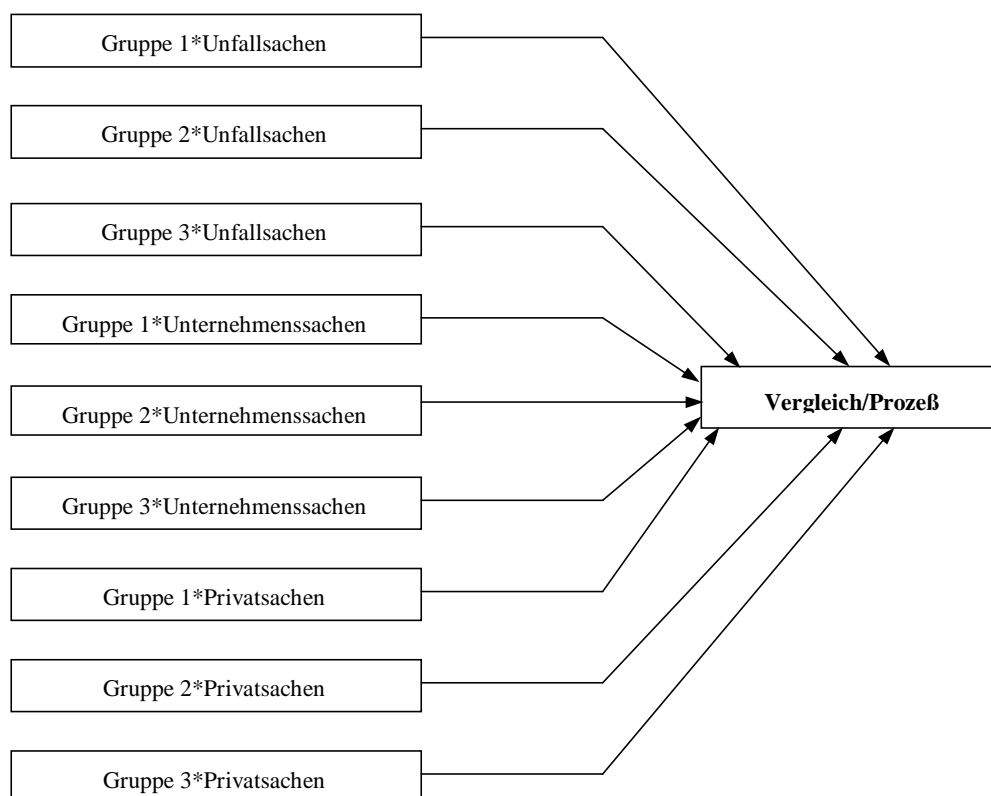 Gruppe 1*Unfallsachen
Gruppe 2*Unfallsachen
Gruppe 3*Unfallsachen
Gruppe 1*Unternehmenssachen
Gruppe 2*Unternehmenssachen
Gruppe 3*Unternehmenssachen
Gruppe 1*Privatsachen
Gruppe 2*Privatsachen
Gruppe 3*Privatsachen
Vergleich/Prozeß